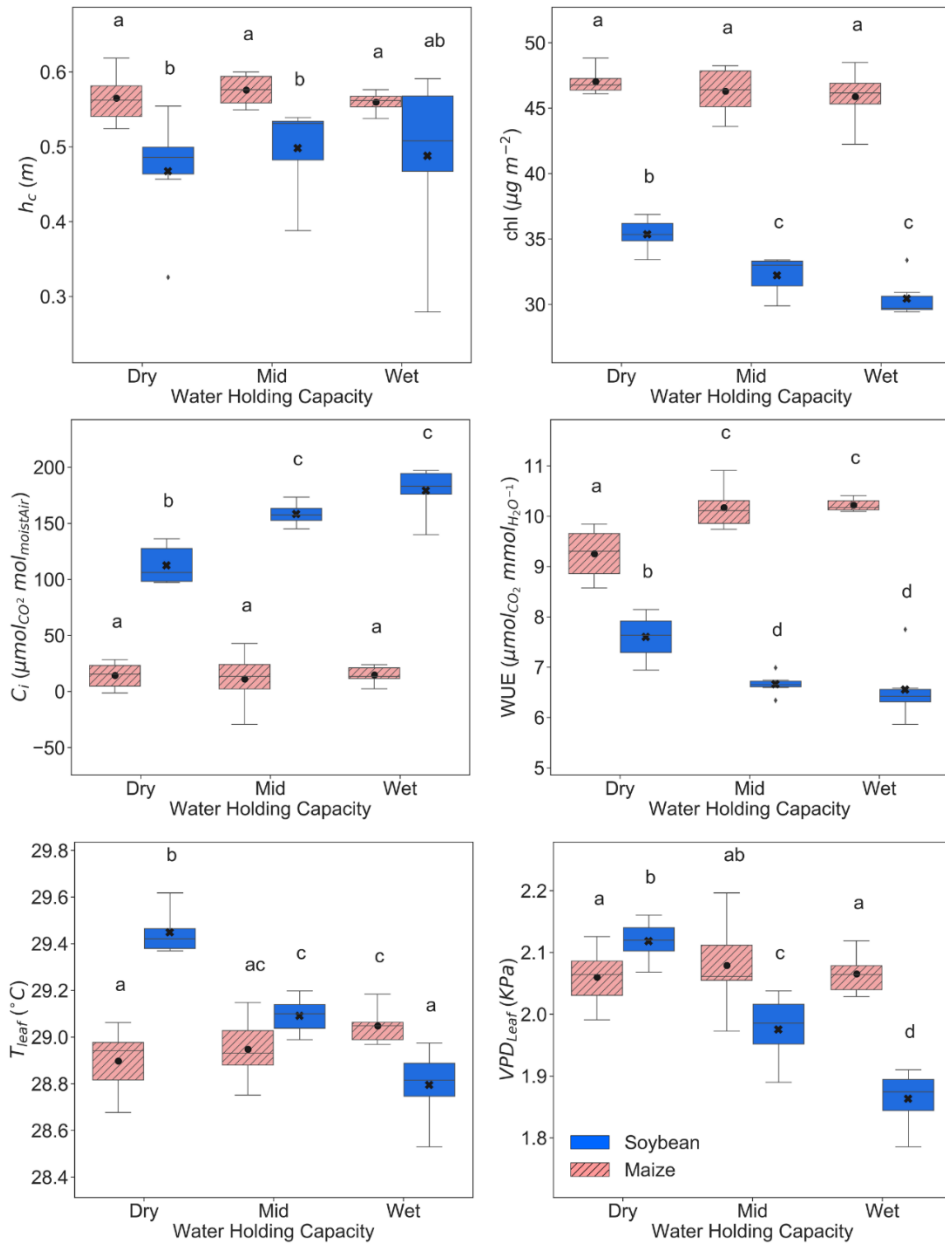 a
a
a
b
b
ab
0.6
0.5
0.4
0.3
h_c (m)
Dry
Mid
Wet
Water Holding Capacity
a
a
a
b
c
c
50
45
40
35
30
chl (µg m⁻²)
Dry
Mid
Wet
Water Holding Capacity
b
c
c
a
a
a
200
150
100
50
0
−50
C_i (µmol_CO² mol_moistAir)
Dry
Mid
Wet
Water Holding Capacity
a
c
c
b
d
d
11
10
9
8
7
6
5
WUE (µmol_CO₂ mmol_H₂O⁻¹)
Dry
Mid
Wet
Water Holding Capacity
b
a
ac
c
c
a
29.8
29.6
29.4
29.2
29.0
28.8
28.6
28.4
T_leaf (°C)
Dry
Mid
Wet
Water Holding Capacity
a
b
ab
c
a
d
2.2
2.1
2.0
1.9
1.8
VPD_Leaf (KPa)
Soybean
Maize
Dry
Mid
Wet
Water Holding Capacity